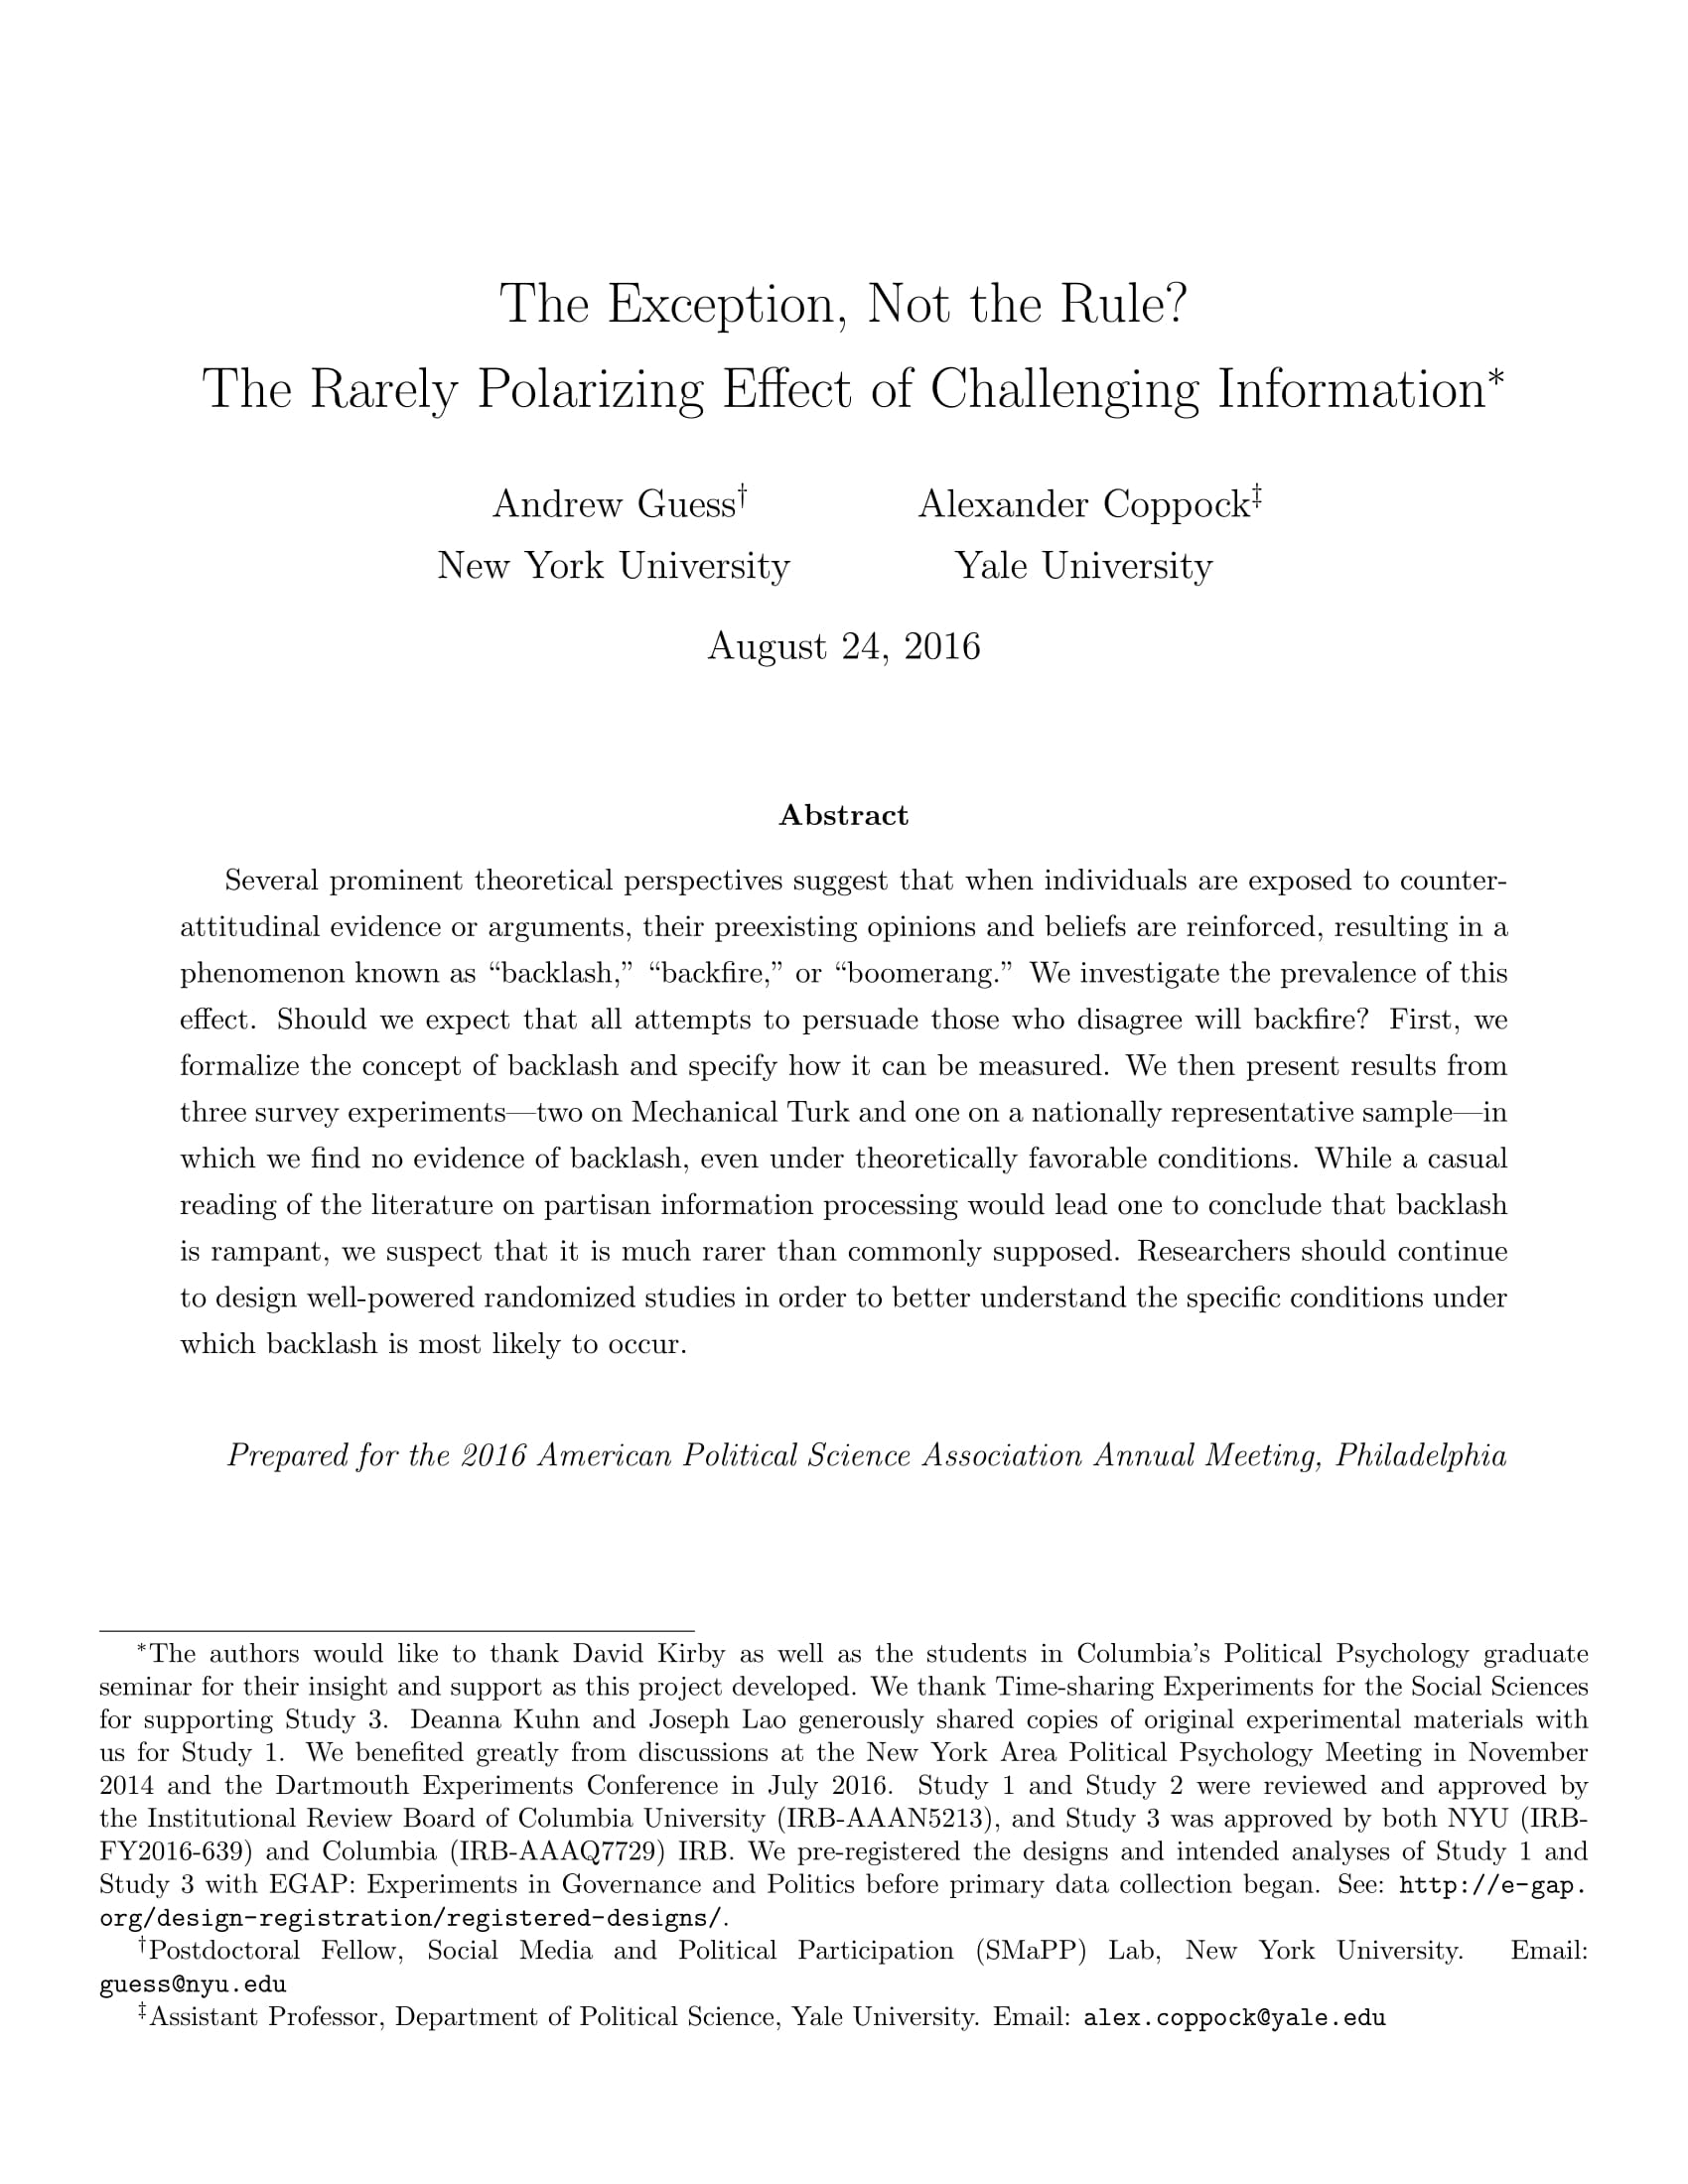 The Exception, Not the Rule?
The Rarely Polarizing Effect of Challenging Information*
Andrew Guess† Alexander Coppock‡
New York University Yale University
August 24, 2016
Abstract
Several prominent theoretical perspectives suggest that when individuals are exposed to counter-
attitudinal evidence or arguments, their preexisting opinions and beliefs are reinforced, resulting in a
phenomenon known as “backlash,” “backfire,” or “boomerang.” We investigate the prevalence of this
effect. Should we expect that all attempts to persuade those who disagree will backfire? First, we
formalize the concept of backlash and specify how it can be measured. We then present results from
three survey experiments—two on Mechanical Turk and one on a nationally representative sample—in
which we find no evidence of backlash, even under theoretically favorable conditions. While a casual
reading of the literature on partisan information processing would lead one to conclude that backlash
is rampant, we suspect that it is much rarer than commonly supposed. Researchers should continue
to design well-powered randomized studies in order to better understand the specific conditions under
which backlash is most likely to occur.
Prepared for the 2016 American Political Science Association Annual Meeting, Philadelphia
*The authors would like to thank David Kirby as well as the students in Columbia’s Political Psychology graduate
seminar for their insight and support as this project developed. We thank Time-sharing Experiments for the Social Sciences
for supporting Study 3. Deanna Kuhn and Joseph Lao generously shared copies of original experimental materials with
us for Study 1. We benefited greatly from discussions at the New York Area Political Psychology Meeting in November
2014 and the Dartmouth Experiments Conference in July 2016. Study 1 and Study 2 were reviewed and approved by
the Institutional Review Board of Columbia University (IRB-AAAN5213), and Study 3 was approved by both NYU (IRB-
FY2016-639) and Columbia (IRB-AAAQ7729) IRB. We pre-registered the designs and intended analyses of Study 1 and
Study 3 with EGAP: Experiments in Governance and Politics before primary data collection began. See: http://e-gap.
org/design-registration/registered-designs/.
†Postdoctoral Fellow, Social Media and Political Participation (SMaPP) Lab, New York University. Email:
guess@nyu.edu
‡Assistant Professor, Department of Political Science, Yale University. Email: alex.coppock@yale.edu